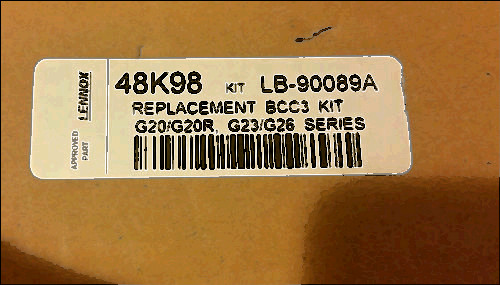 APPROVED PART
LENNOX
48K98 KIT LB-90089A
REPLACEMENT BCC3 KIT
G20/G20R, G23/G26 SERIES